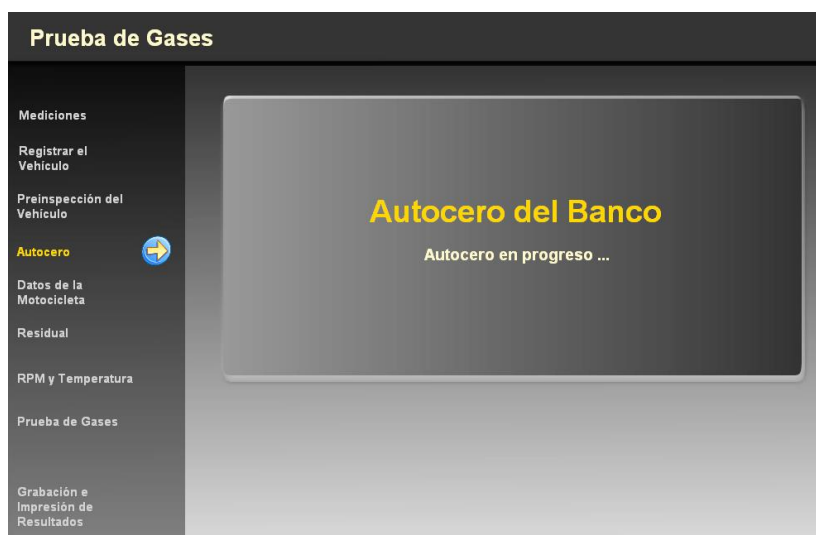 Prueba de Gases
Mediciones
Registrar el
Vehículo
Preinspección del
Vehículo
Autocero
Datos de la
Motocicleta
Residual
RPM y Temperatura
Prueba de Gases
Grabación e
Impresión de
Resultados
Autocero del Banco
Autocero en progreso ...